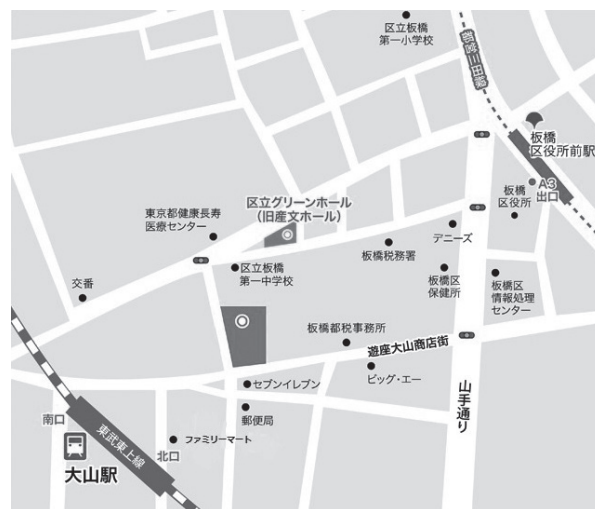 区立板橋
第一小学校
都営三田線
板橋
区役所前駅
A3
出口
板橋
区役所
区立グリーンホール
(旧産文ホール)
東京都健康長寿
医療センター
デニーズ
板橋税務署
区立板橋
第一中学校
板橋区
保健所
板橋区
情報処理
センター
交番
板橋都税事務所
遊座大山商店街
ビッグ・エー
セブンイレブン
山手通り
郵便局
南口
東武東上線
ファミリーマート
北口
大山駅